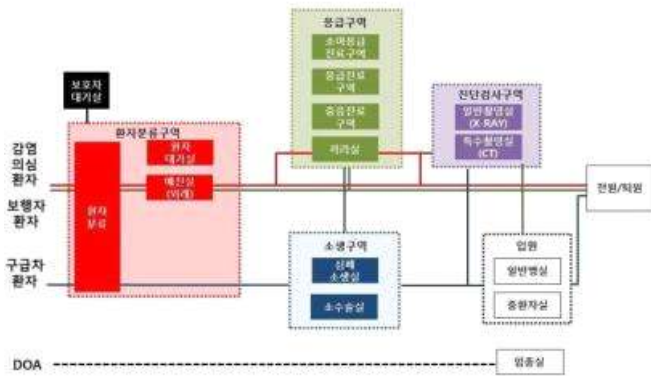 응급구역
소아응급
진료구역
응급진료
구역
중증진료
구역
격리실
보호자
대기실
환자분류구역
환자
대기실
예진실
(외래)
환자
분류
감염
의심
환자
보행자
환자
구급차
환자
진단검사구역
일반촬영실
(X-RAY)
특수촬영실
(CT)
전원/퇴원
소생구역
심폐
소생실
소수술실
입원
일반병실
중환자실
DOA
임종실